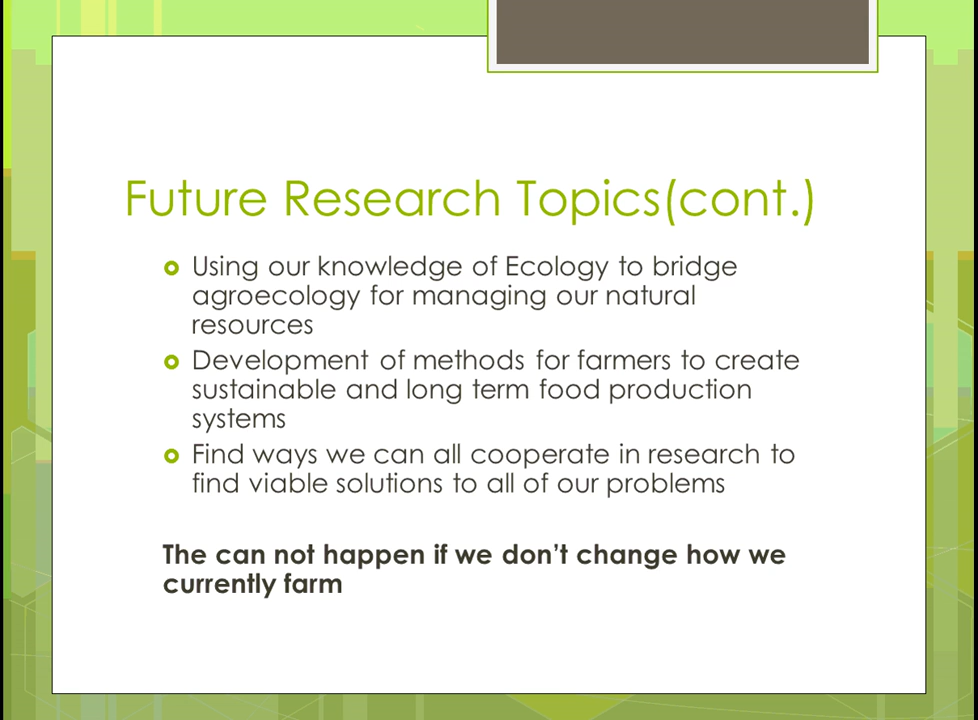 Future Research Topics(cont.)
Using our knowledge of Ecology to bridge
agroecology for managing our natural
resources
Development of methods for farmers to create
sustainable and long term food production
systems
Find ways we can all cooperate in research to
find viable solutions to all of our problems
The can not happen if we don't change how we
currently farm